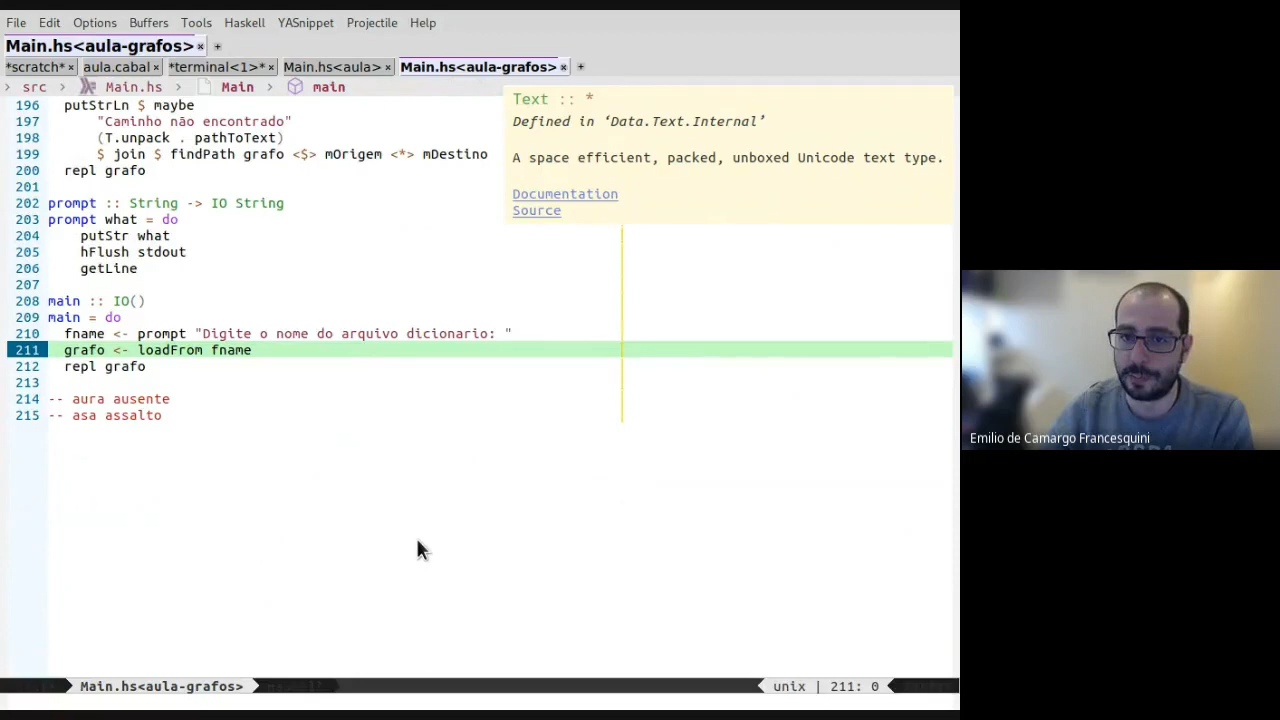 File Edit Options Buffers Tools Haskell YASnippet Projectile Help
Main.hs<aula-grafos> × +
*scratch* × aula.cabal × *terminal<1>* × Main.hs<aula> × Main.hs<aula-grafos> × +
> src > Main.hs > Main > main
196 putStrLn $ maybe
197 "Caminho não encontrado"
198 (T.unpack . pathToText)
199 $ join $ findPath grafo <$> mOrigem <*> mDestino
200 repl grafo
201
202 prompt :: String -> IO String
203 prompt what = do
204 putStr what
205 hFlush stdout
206 getLine
207
208 main :: IO()
209 main = do
210 fname <- prompt "Digite o nome do arquivo dicionario: "
211 grafo <- loadFrom fname
212 repl grafo
213
214 -- aura ausente
215 -- asa assalto
Text :: *
Defined in ‘Data.Text.Internal’
A space efficient, packed, unboxed Unicode text type.
Documentation
Source
Emilio de Camargo Francesquini
Main.hs<aula-grafos>
unix | 211: 0